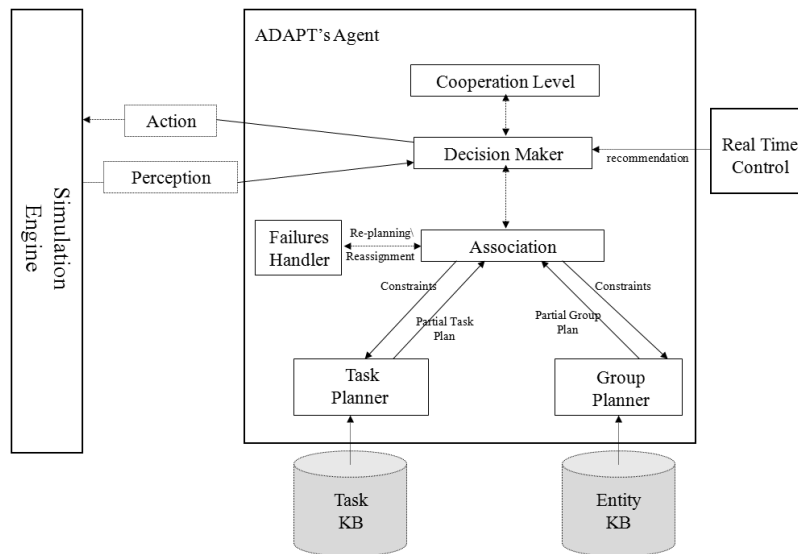 ADAPT's Agent
Cooperation Level
Action
Decision Maker
recommendation
Real Time
Control
Perception
Simulation
Engine
Failures
Handler
Re-planning\
Reassignment
Association
Constraints
Constraints
Partial Task
Plan
Partial Group
Plan
Task
Planner
Group
Planner
Task
KB
Entity
KB